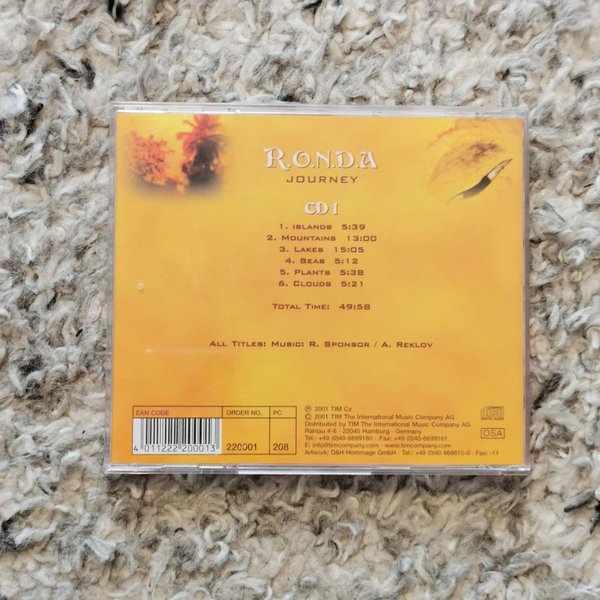 R.O.N.D.A
JOURNEY
CD 1
1. ISLANDS 5:39
2. MOUNTAINS 13:00
3. LAKES 15:05
4. SEAS 5:12
5. PLANTS 5:38
6. CLOUDS 5:21
TOTAL TIME: 49:58
ALL TITLES: MUSIC: R. SPONSOR / A. REKLOV
EAN CODE
4 011222 200013
ORDER NO.
220001
PC
208
℗ 2001 TIM Cz
© 2001 TIM The International Music Company AG
Distributed by TIM The International Music Company AG
Rahlau 4-6 - 22045 Hamburg - Germany
Tel.: +49 (0)40-6699160 - Fax: +49 (0)40-6699161
E: info@timcompany.com - www.timcompany.com
Artwork: D&H Hommage GmbH - Tel.: +49 (0)40 668615-0 - Fax: -11
OSA